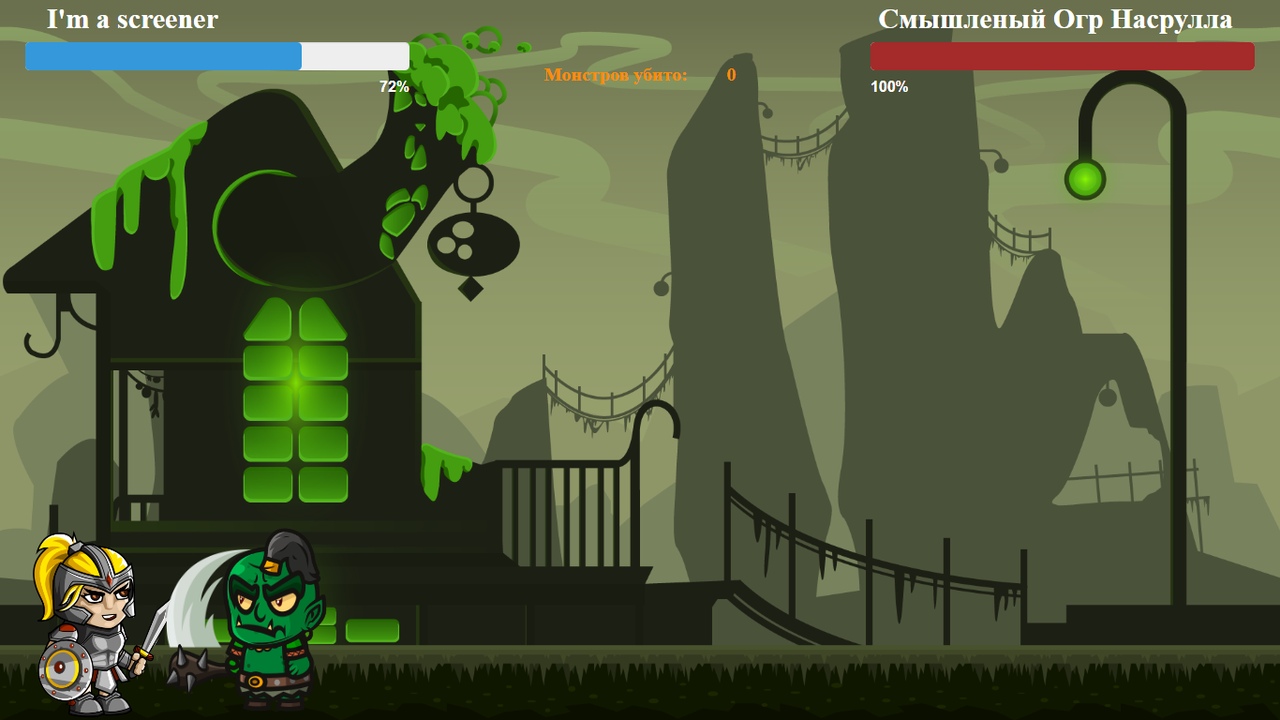 I'm a screener
Смышленый Огр Насрулла
72%
Монстров убито: 0
100%